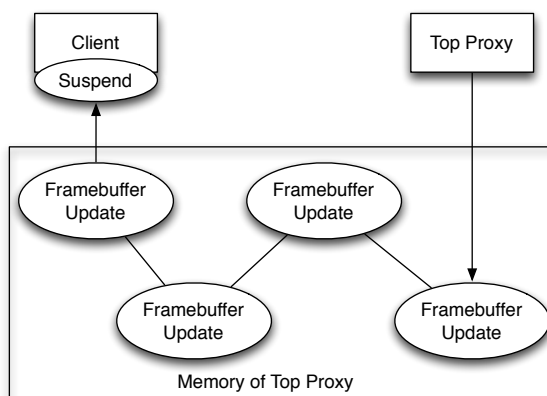 Client
Suspend
Top Proxy
Framebuffer
Update
Framebuffer
Update
Framebuffer
Update
Framebuffer
Update
Memory of Top Proxy